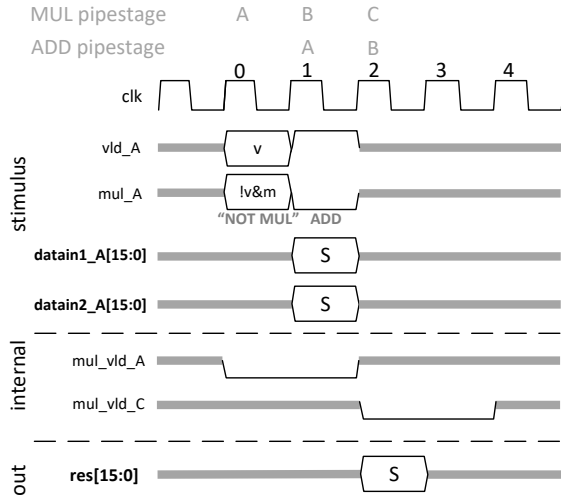 MUL pipestage A B C
ADD pipestage A B
0 1 2 3 4
clk
vld_A v
mul_A !v&m
"NOT MUL" ADD
datain1_A[15:0] S
datain2_A[15:0] S
stimulus
mul_vld_A
mul_vld_C
internal
res[15:0] S
out